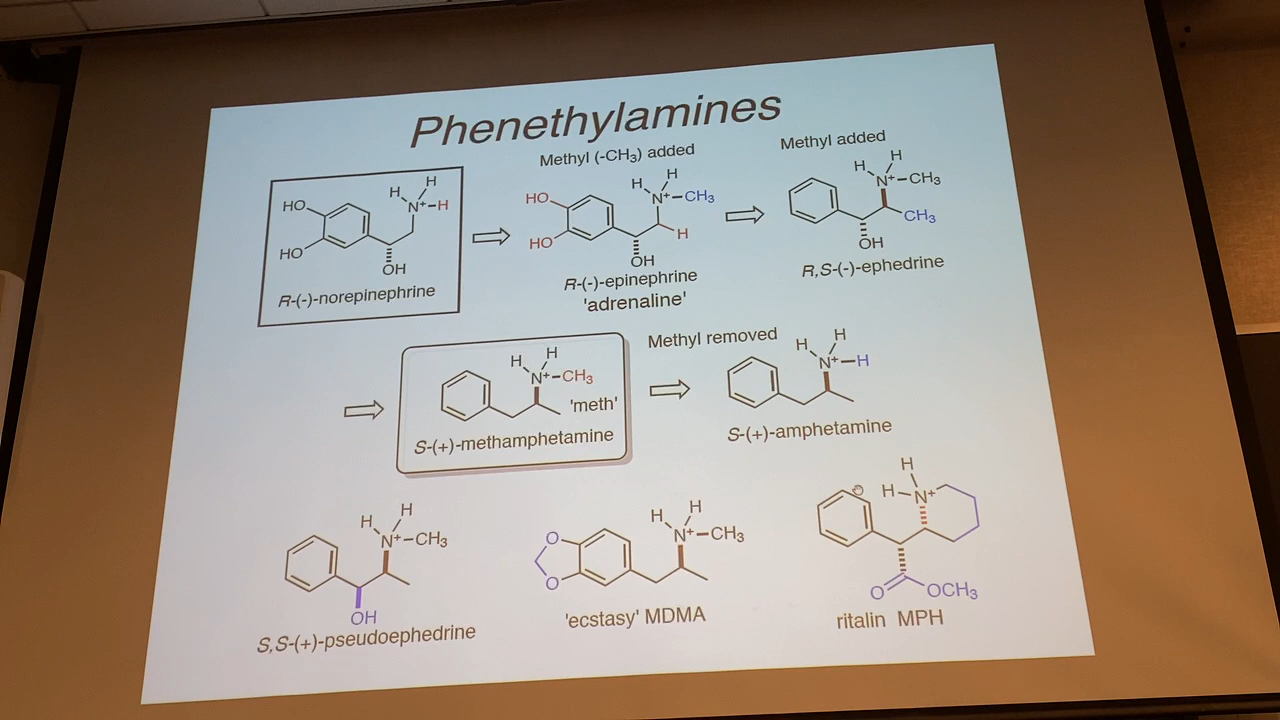 Phenethylamines
Methyl (-CH3) added
Methyl added
HO
HO
H
H
N+-H
OH
R-(-)-norepinephrine
HO
HO
H
H
N+-CH3
H
OH
R-(-)-epinephrine
'adrenaline'
H
H
N+-CH3
CH3
OH
R,S-(-)-ephedrine
H
H
N+-CH3
'meth'
S-(+)-methamphetamine
Methyl removed
H
H
N+-H
S-(+)-amphetamine
H
H
N+-CH3
OH
S,S-(+)-pseudoephedrine
O
O
H
H
N+-CH3
'ecstasy' MDMA
H
H-N+
O
OCH3
ritalin MPH